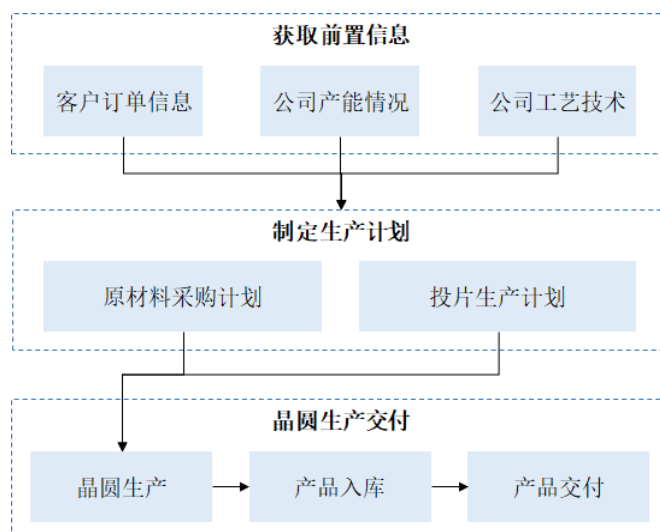 获取前置信息
客户订单信息
公司产能情况
公司工艺技术
制定生产计划
原材料采购计划
投片生产计划
晶圆生产交付
晶圆生产
产品入库
产品交付